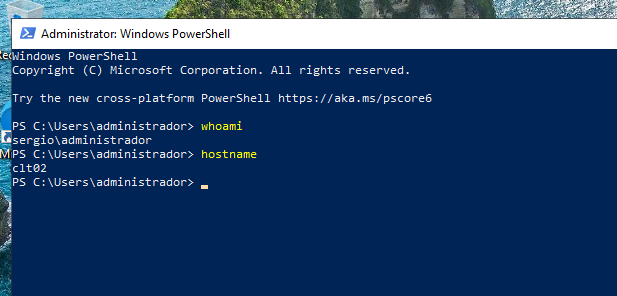 Administrator: Windows PowerShell
Windows PowerShell
Copyright (C) Microsoft Corporation. All rights reserved.
Try the new cross-platform PowerShell https://aka.ms/pscore6
PS C:\Users\administrador> whoami
sergio\administrador
PS C:\Users\administrador> hostname
clt02
PS C:\Users\administrador>